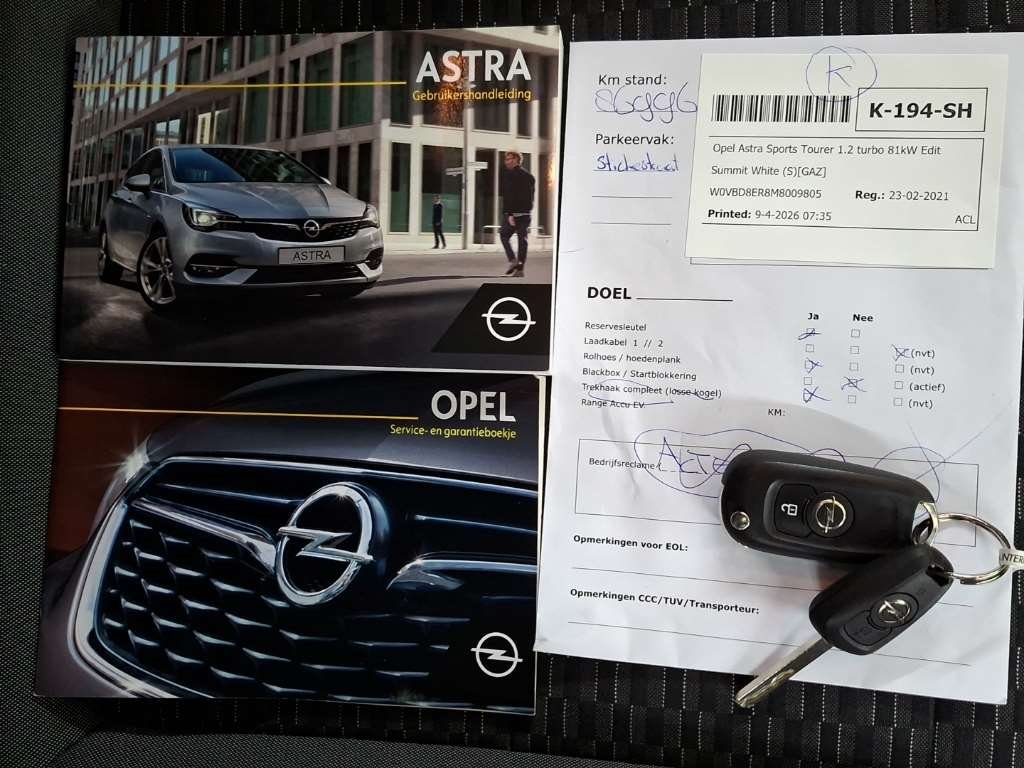 ASTRA
Gebruikershandleiding
ASTRA
OPEL
Service- en garantieboekje
Km stand:
Parkeervak:
K
K-194-SH
Opel Astra Sports Tourer 1.2 turbo 81kW Edit
Summit White (S)[GAZ]
W0VBD8ER8M8009805 Reg.: 23-02-2021
Printed: 9-4-2026 07:35 ACL
DOEL
Ja Nee
Reservesleutel
Laadkabel 1 // 2 (nvt)
Rolhoes / hoedenplank (nvt)
Blackbox / Startblokkering (actief)
Trekhaak compleet (losse kogel) (nvt)
Range Accu EV. KM:
Bedrijfsreclame
Opmerkingen voor EOL:
Opmerkingen CCC/TUV/Transporteur: